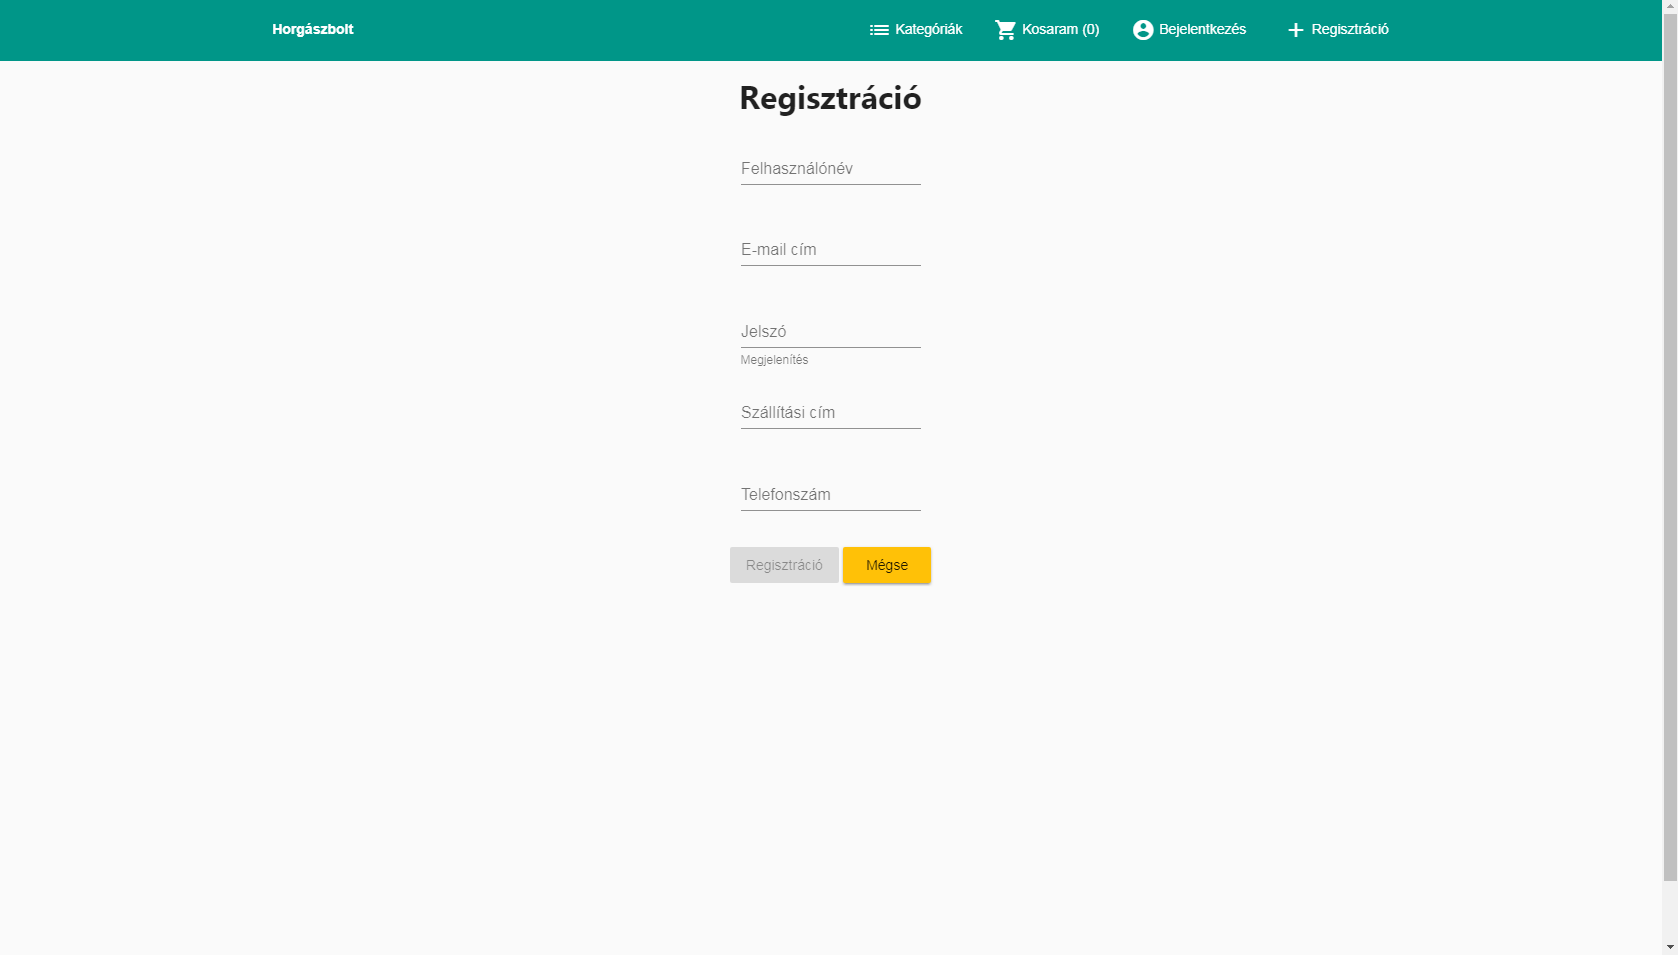 Horgászbolt
Kategóriák
Kosaram (0)
Bejelentkezés
Regisztráció
Regisztráció
Felhasználónév
E-mail cím
Jelszó
Megjelenítés
Szállítási cím
Telefonszám
Regisztráció
Mégse